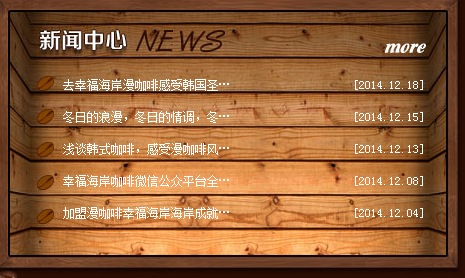 新闻中心 NEWS more
去幸福海岸漫咖啡感受韩国圣… [2014.12.18]
冬日的浪漫，冬日的情调，冬… [2014.12.15]
浅谈韩式咖啡，感受漫咖啡风… [2014.12.13]
幸福海岸咖啡微信公众平台全… [2014.12.08]
加盟漫咖啡幸福海岸海岸成就… [2014.12.04]